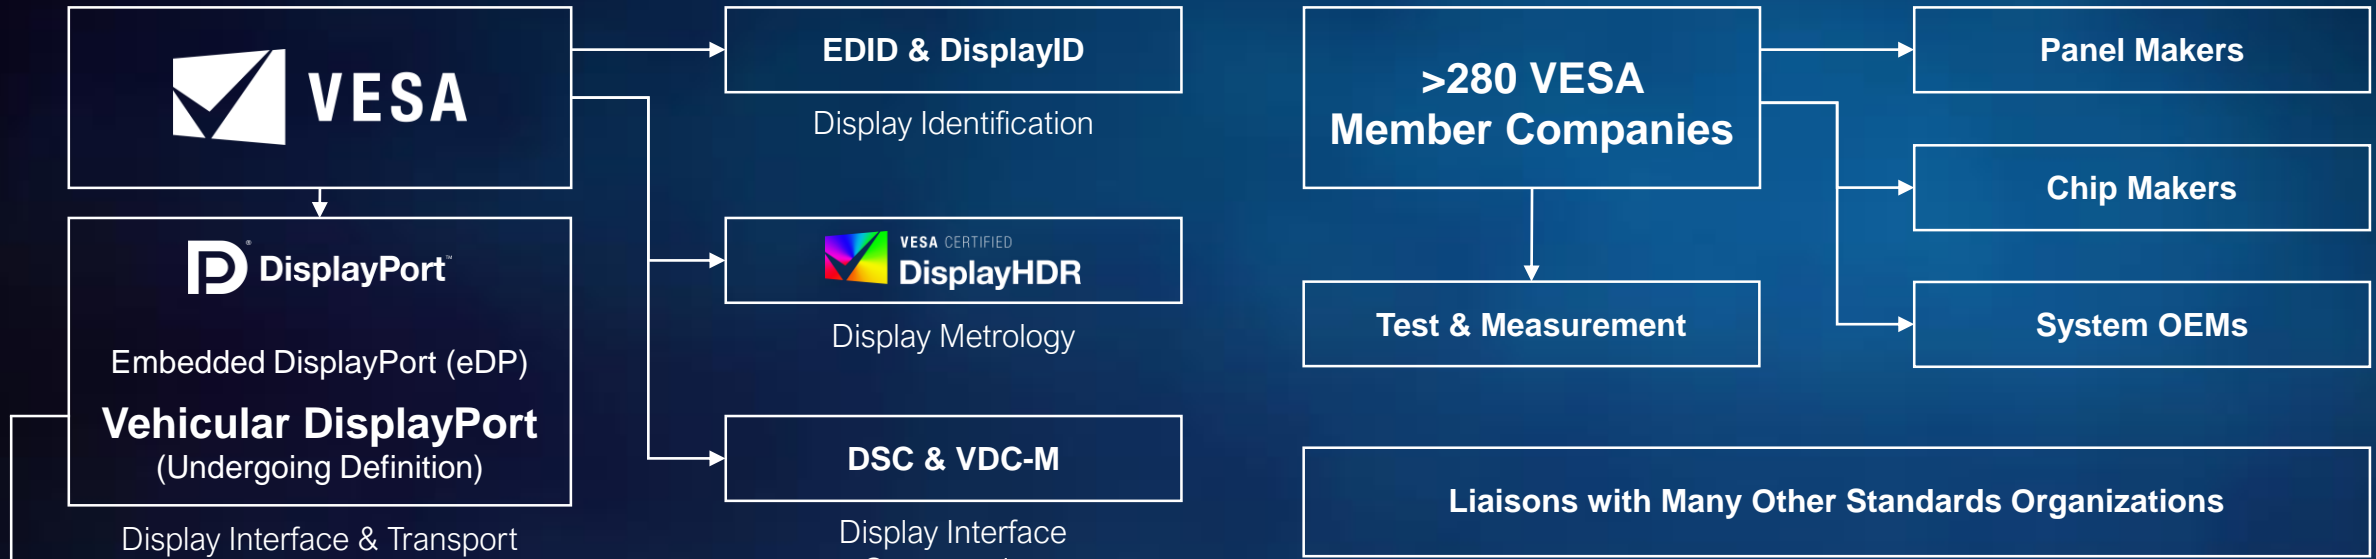 VESA
DisplayPort™
Embedded DisplayPort (eDP)
Vehicular DisplayPort
(Undergoing Definition)
Display Interface & Transport
EDID & DisplayID
Display Identification
VESA CERTIFIED
DisplayHDR
Display Metrology
DSC & VDC-M
Display Interface
>280 VESA
Member Companies
Test & Measurement
Panel Makers
Chip Makers
System OEMs
Liaisons with Many Other Standards Organizations